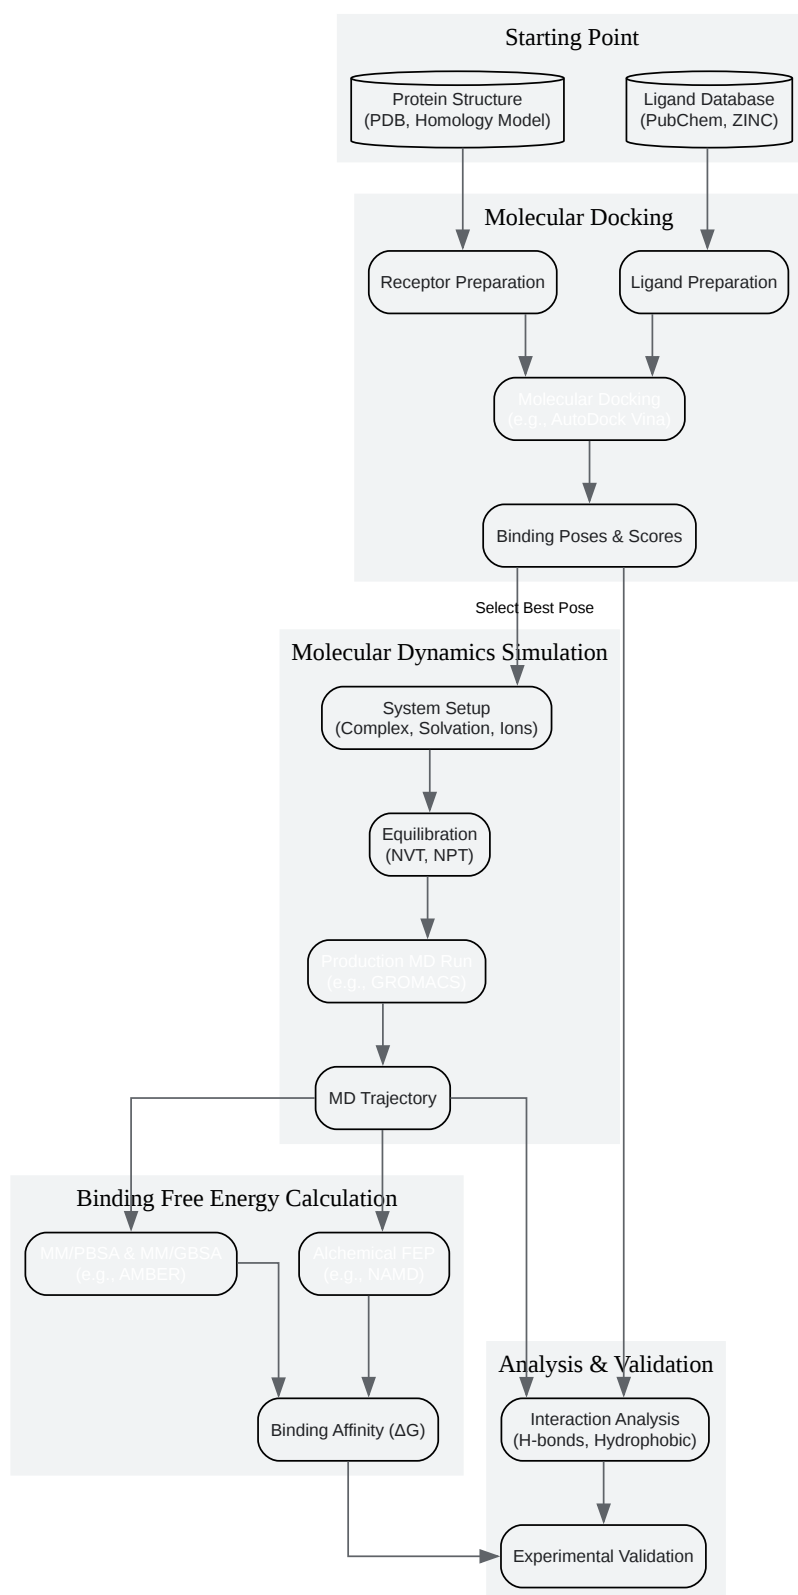 Starting Point
Protein Structure
(PDB, Homology Model)
Ligand Database
(PubChem, ZINC)
Molecular Docking
Receptor Preparation
Ligand Preparation
Molecular Docking
(e.g., AutoDock Vina)
Binding Poses & Scores
Select Best Pose
Molecular Dynamics Simulation
System Setup
(Complex, Solvation, Ions)
Equilibration
(NVT, NPT)
Production MD Run
(e.g., GROMACS)
MD Trajectory
Binding Free Energy Calculation
MM/PBSA & MM/GBSA
(e.g., AMBER)
Alchemical FEP
(e.g., NAMD)
Analysis & Validation
Binding Affinity (ΔG)
Interaction Analysis
(H-bonds, Hydrophobic)
Experimental Validation